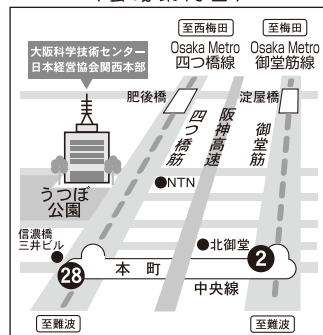 至西梅田
Osaka Metro
四つ橋線
至梅田
Osaka Metro
御堂筋線
大阪科学技術センター
日本経営協会関西本部
肥後橋
淀屋橋
四つ橋筋
阪神高速
御堂筋
うつぼ
公園
NTN
信濃橋
三井ビル
北御堂
28
本町
2
中央線
至難波
至難波